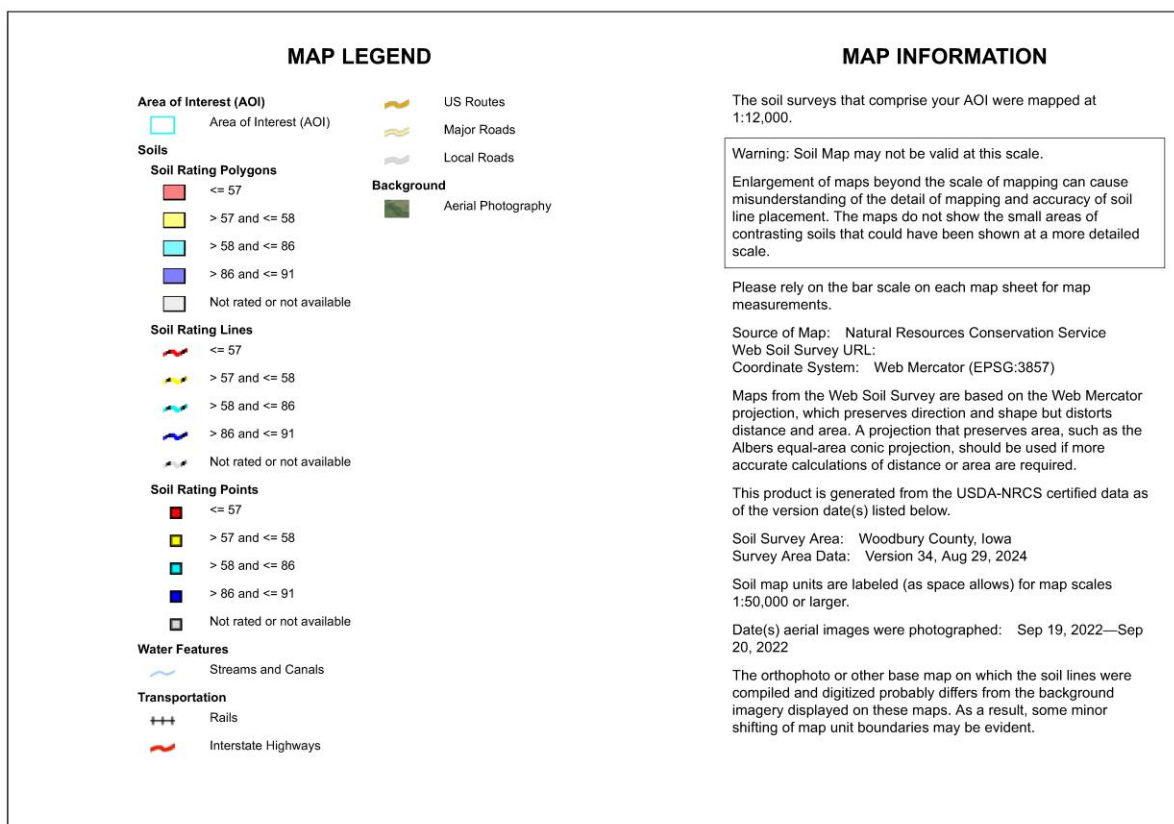 MAP LEGEND
Area of Interest (AOI)
Area of Interest (AOI)
Soils
Soil Rating Polygons
<= 57
> 57 and <= 58
> 58 and <= 86
> 86 and <= 91
Not rated or not available
Soil Rating Lines
<= 57
> 57 and <= 58
> 58 and <= 86
> 86 and <= 91
Not rated or not available
Soil Rating Points
<= 57
> 57 and <= 58
> 58 and <= 86
> 86 and <= 91
Not rated or not available
Water Features
Streams and Canals
Transportation
Rails
Interstate Highways
US Routes
Major Roads
Local Roads
Background
Aerial Photography
MAP INFORMATION
The soil surveys that comprise your AOI were mapped at
1:12,000.
Warning: Soil Map may not be valid at this scale.
Enlargement of maps beyond the scale of mapping can cause
misunderstanding of the detail of mapping and accuracy of soil
line placement. The maps do not show the small areas of
contrasting soils that could have been shown at a more detailed
scale.
Please rely on the bar scale on each map sheet for map
measurements.
Source of Map: Natural Resources Conservation Service
Web Soil Survey URL:
Coordinate System: Web Mercator (EPSG:3857)
Maps from the Web Soil Survey are based on the Web Mercator
projection, which preserves direction and shape but distorts
distance and area. A projection that preserves area, such as the
Albers equal-area conic projection, should be used if more
accurate calculations of distance or area are required.
This product is generated from the USDA-NRCS certified data as
of the version date(s) listed below.
Soil Survey Area: Woodbury County, Iowa
Survey Area Data: Version 34, Aug 29, 2024
Soil map units are labeled (as space allows) for map scales
1:50,000 or larger.
Date(s) aerial images were photographed: Sep 19, 2022—Sep
20, 2022
The orthophoto or other base map on which the soil lines were
compiled and digitized probably differs from the background
imagery displayed on these maps. As a result, some minor
shifting of map unit boundaries may be evident.